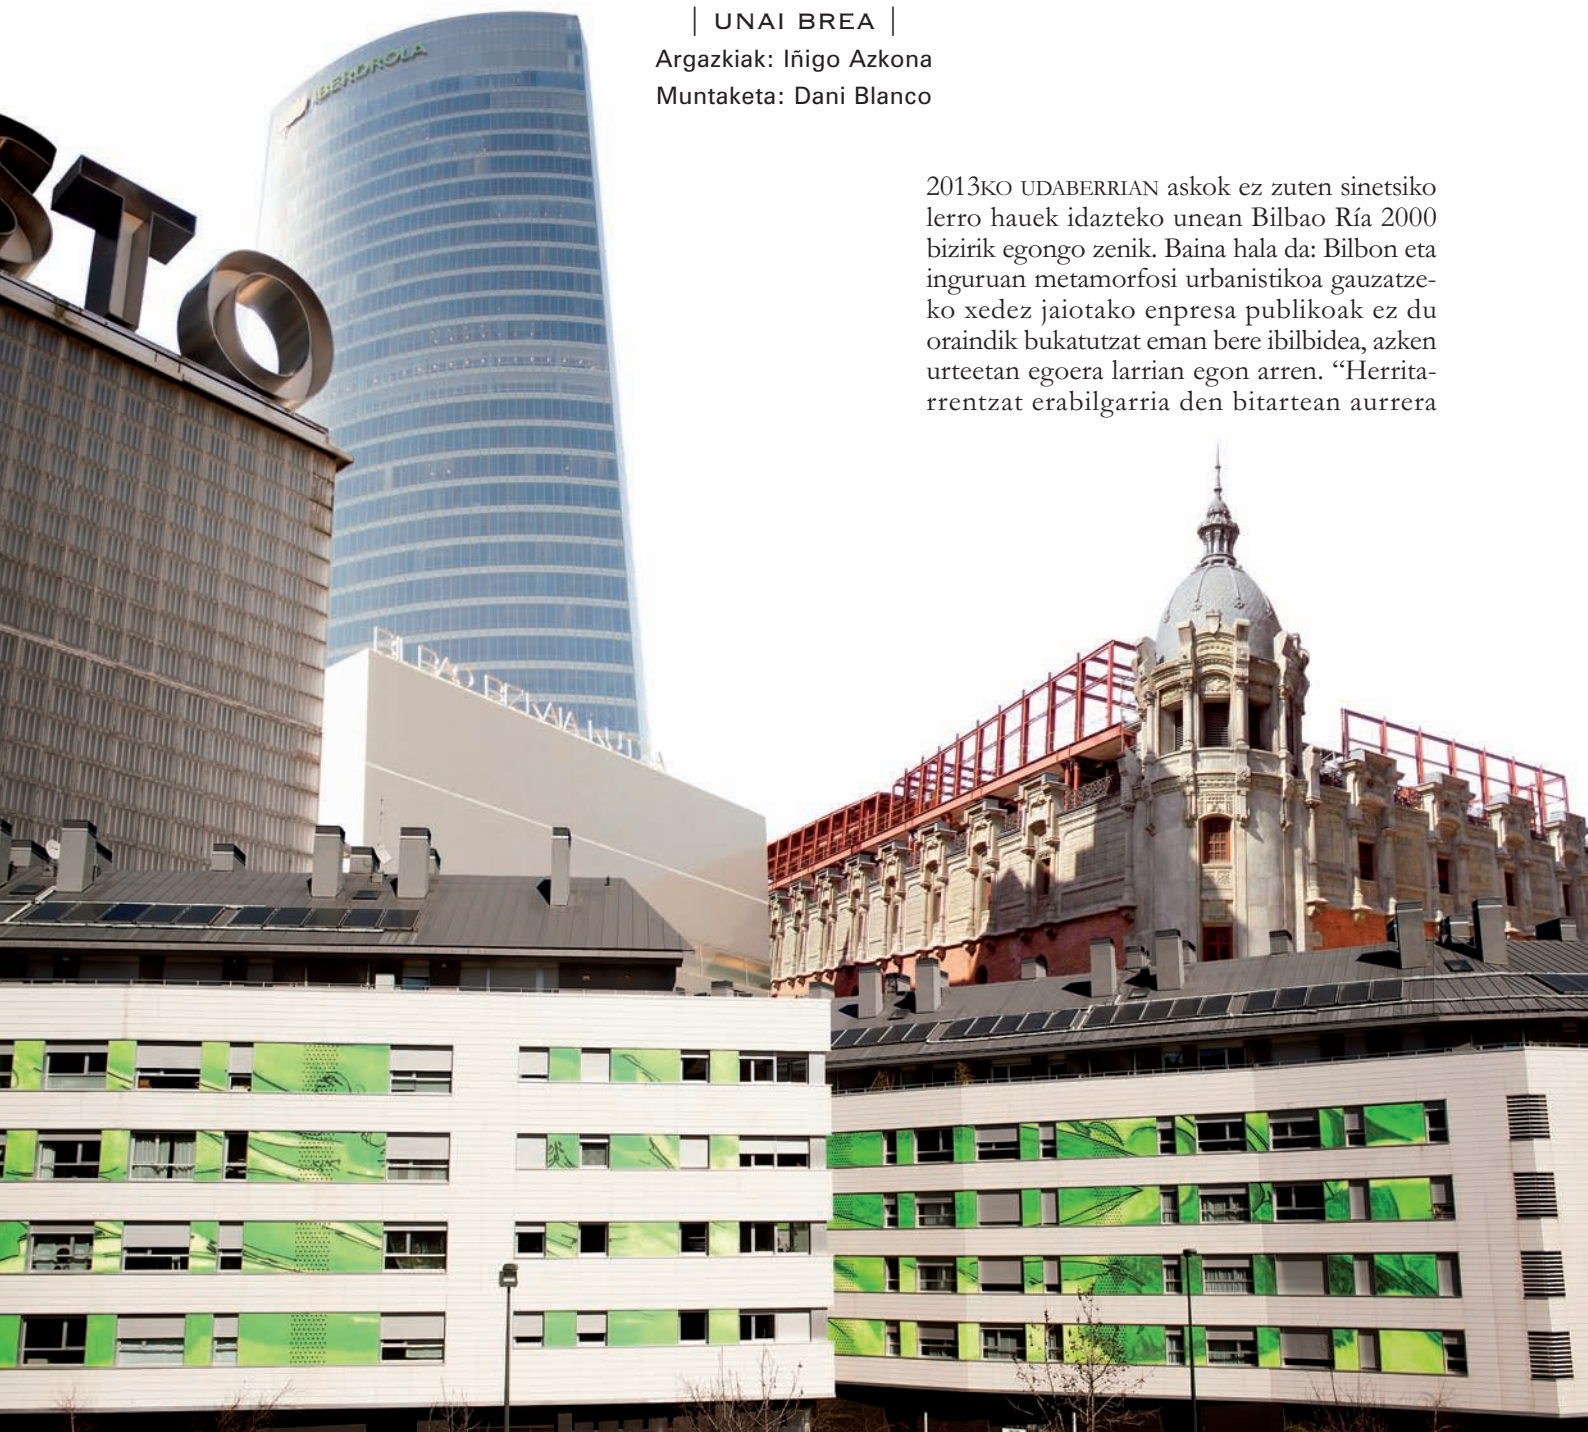 | UNAI BREA |
Argazkiak: Iñigo Azkona
Muntaketa: Dani Blanco
IBERDROLA
STO
2013KO UDABERRIAN askok ez zuten sinetsiko
lerro hauek idazteko unean Bilbao Ría 2000
bizirik egongo zenik. Baina hala da: Bilbon eta
inguruan metamorfosi urbanistikoa gauzatze-
ko xedez jaiotako enpresa publikoak ez du
oraindik bukatutzat eman bere ibilbidea, azken
urteetan egoera larrian egon arren. “Herrita-
rrentzat erabilgarria den bitartean aurrera
BILBAO BIZKAIA KUTXA